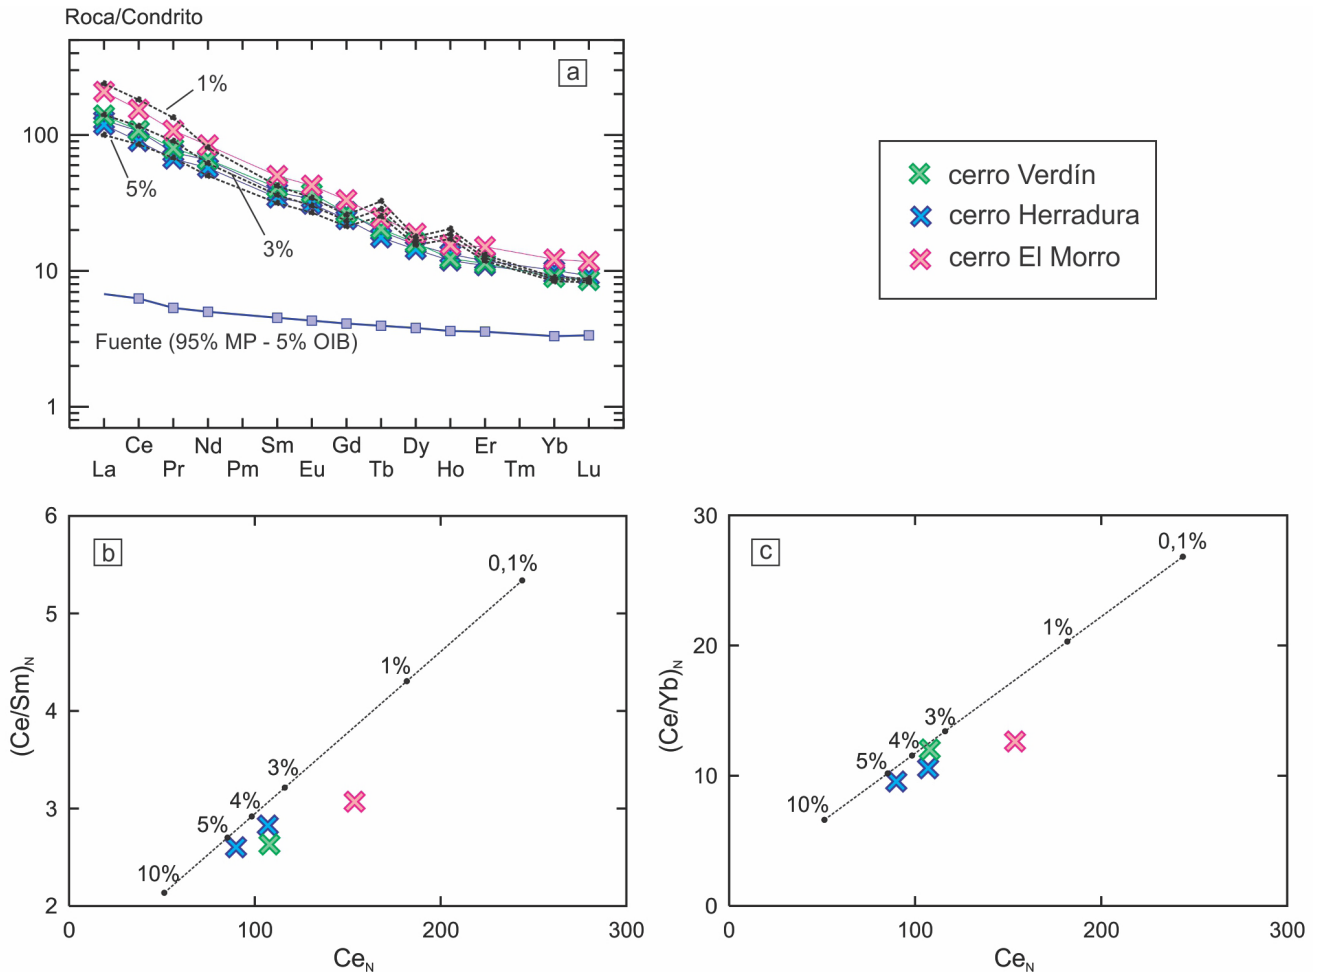 Roca/Condrito
a
1%
100
5%
3%
10
Fuente (95% MP - 5% OIB)
1
Ce Nd Sm Gd Dy Er Yb
La Pr Pm Eu Tb Ho Tm Lu
cerro Verdín
cerro Herradura
cerro El Morro
6
b
0,1%
5
1%
4
3%
4%
3
5%
10%
2
0 100 200 300
(Ce/Sm)N
CeN
30
c
0,1%
1%
20
3%
4%
5%
10
10%
0
0 100 200 300
(Ce/Yb)N
CeN